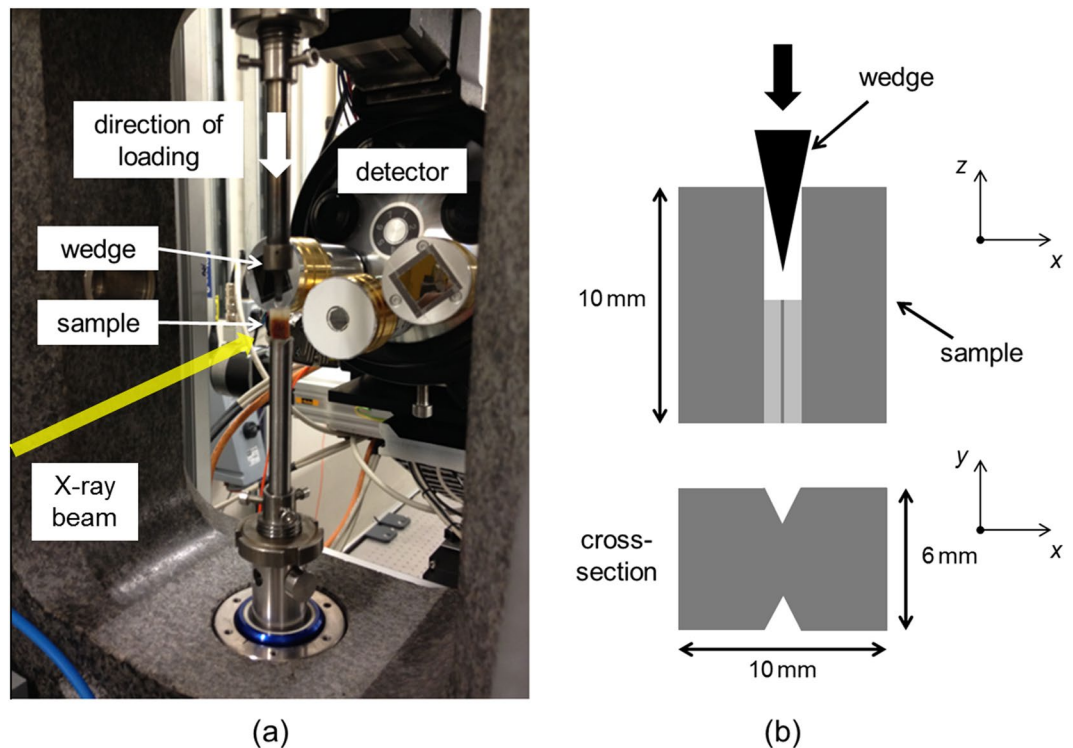 direction of
loading
detector
wedge
sample
X-ray
beam
(a)
wedge
z
x
10 mm
sample
y
x
cross-
section
6 mm
10 mm
(b)